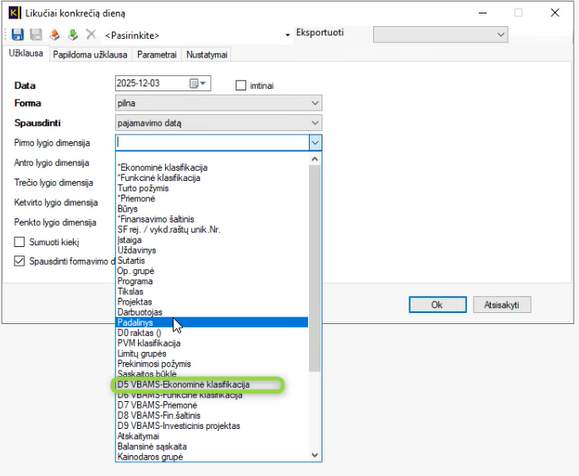 Likučiai konkrečią dieną
<Pasirinkite>
Eksportuoti
Užklausa Papildoma užklausa Parametrai Nustatymai
Data 2025-12-03 imtinai
Forma pilna
Spausdinti pajamavimo datą
Pirmo lygio dimensija
Antro lygio dimensija
Trečio lygio dimensija
Ketvirto lygio dimensija
Penkto lygio dimensija
Sumuoti kiekį
Spausdinti formavimo d
*Ekonominė klasifikacija
*Funkcinė klasifikacija
Turto požymis
*Priemonė
Būrys
*Finansavimo šaltinis
SF rej. / vykd.raštų unik.Nr.
Įstaiga
Uždavinys
Sutartis
Op. grupė
Programa
Tikslas
Projektas
Darbuotojas
Padalinys
D0 raktas ()
PVM klasifikacija
Limitų grupės
Prekinimosi požymis
Sąskaitos būklė
D5 VBAMS-Ekonominė klasifikacija
D6 VBAMS-Funkcinė klasifikacija
D7 VBAMS-Priemonė
D8 VBAMS-Fin.šaltinis
D9 VBAMS-Investicinis projektas
Atskaitymai
Balansinė sąskaita
Kainodaros grupė
Ok Atsisakyti